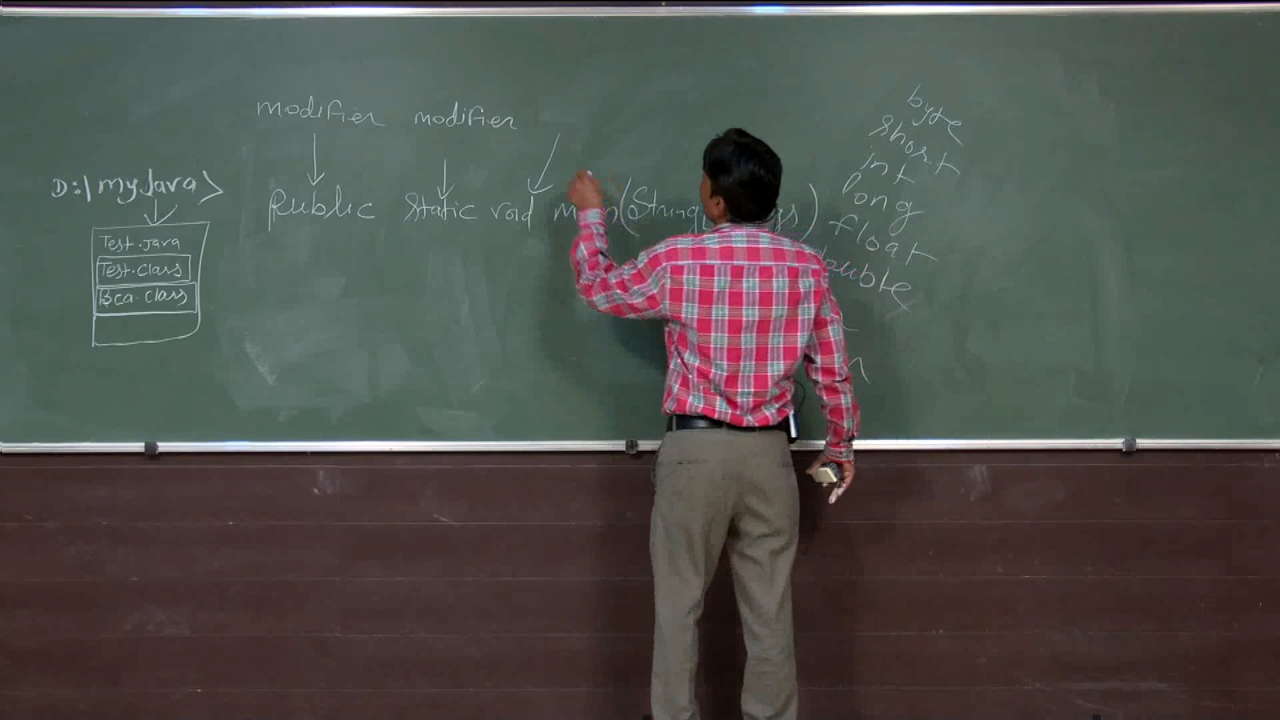 modifier modifier
D:\myJava>
Public static void main(String
Test.java
Test.class
Bca.class
byte
short
int
long
float
double